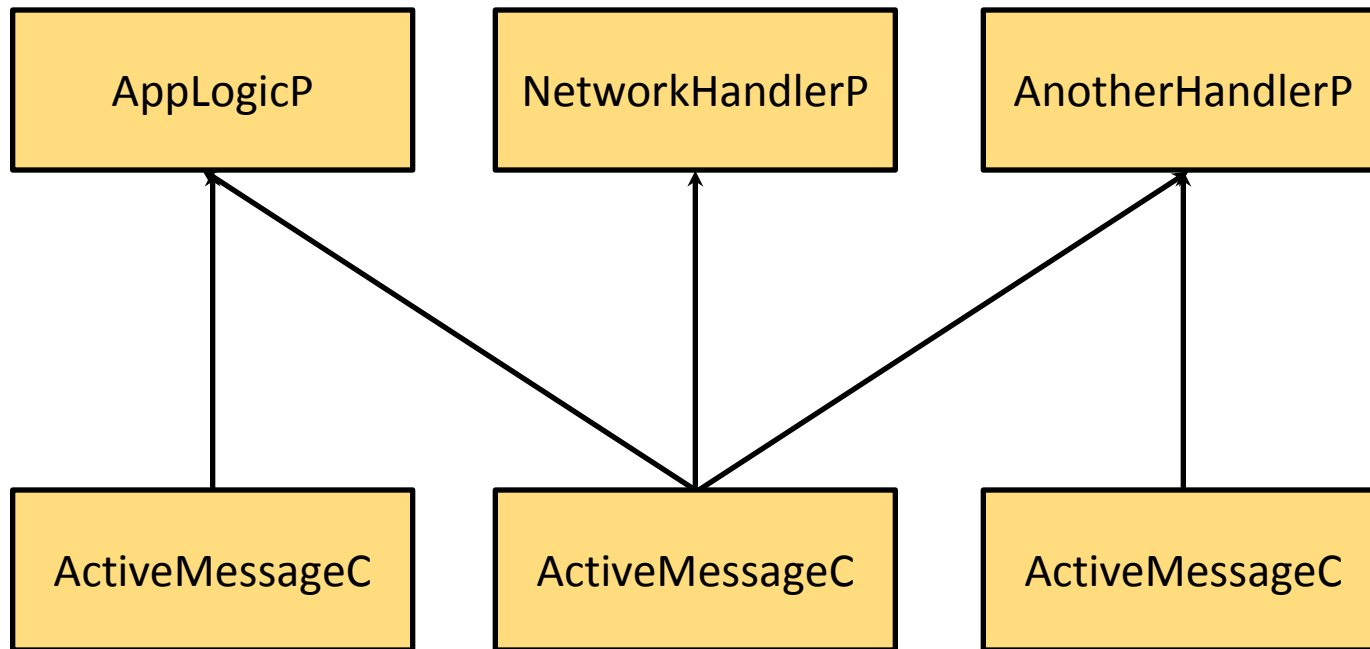 AppLogicP
NetworkHandlerP
AnotherHandlerP
ActiveMessageC
ActiveMessageC
ActiveMessageC